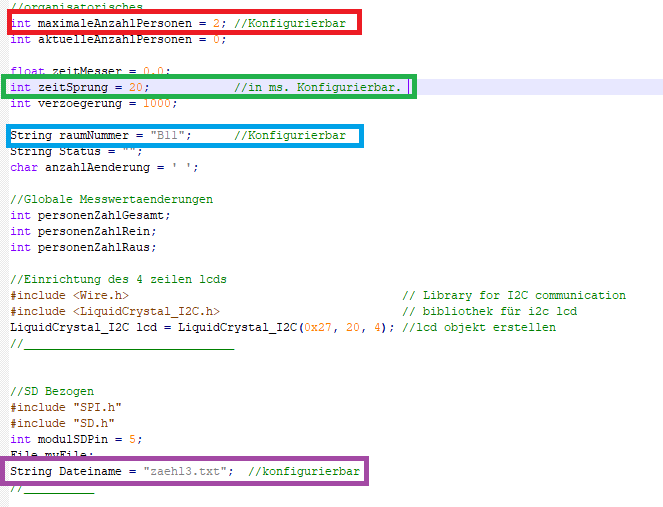 //organisatorisches
int maximaleAnzahlPersonen = 2; //Konfigurierbar
int aktuelleAnzahlPersonen = 0;
float zeitMesser = 0.0;
int zeitSprung = 20; //in ms. Konfigurierbar.
int verzoegerung = 1000;
String raumNummer = "B11"; //Konfigurierbar
String Status = "";
char anzahlAenderung = ' ';
//Globale Messwertaenderungen
int personenZahlGesamt;
int personenZahlRein;
int personenZahlRaus;
//Einrichtung des 4 zeilen lcds
#include <Wire.h> // Library for I2C communication
#include <LiquidCrystal_I2C.h> // bibliothek für i2c lcd
LiquidCrystal_I2C lcd = LiquidCrystal_I2C(0x27, 20, 4); //lcd objekt erstellen
//______________________________
//SD Bezogen
#include "SPI.h"
#include "SD.h"
int modulSDPin = 5;
File myFile;
String Dateiname = "zaehl3.txt"; //konfigurierbar
//__________